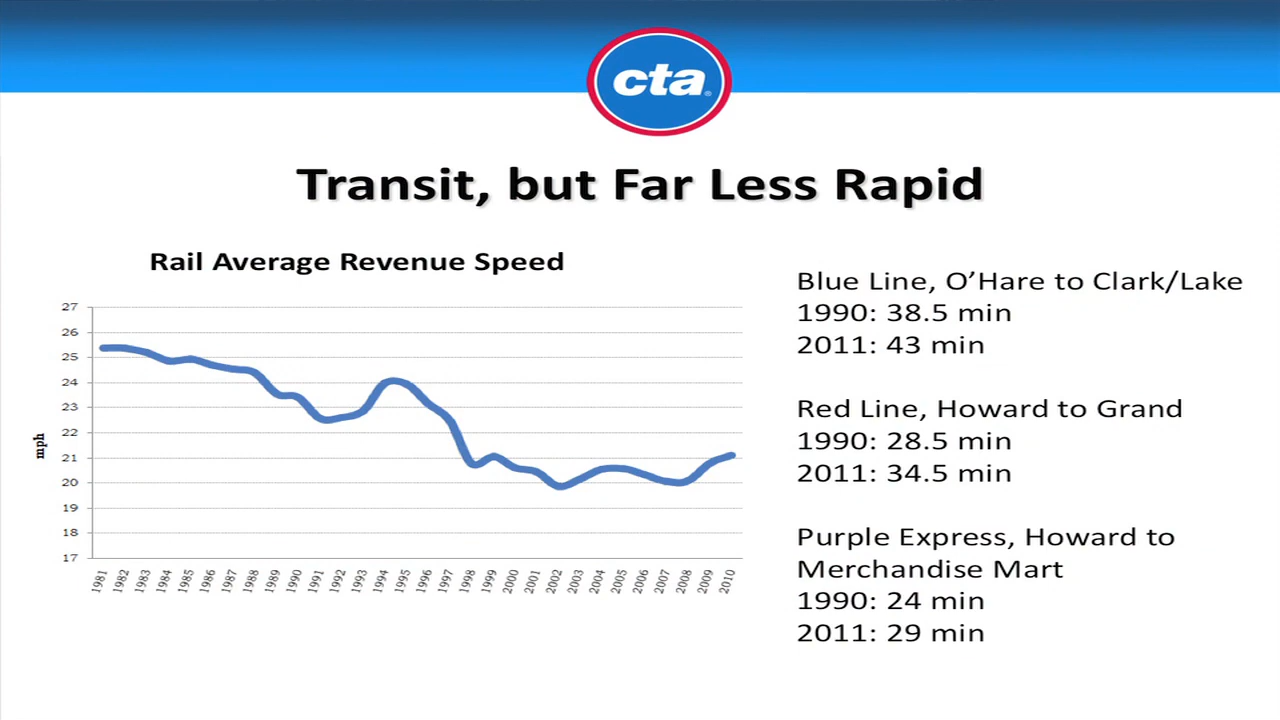 cta
Transit, but Far Less Rapid
Rail Average Revenue Speed
27
26
25
24
23
22
21
20
19
18
17
mph
1981 1982 1983 1984 1985 1986 1987 1988 1989 1990 1991 1992 1993 1994 1995 1996 1997 1998 1999 2000 2001 2002 2003 2004 2005 2006 2007 2008 2009 2010
Blue Line, O’Hare to Clark/Lake
1990: 38.5 min
2011: 43 min
Red Line, Howard to Grand
1990: 28.5 min
2011: 34.5 min
Purple Express, Howard to
Merchandise Mart
1990: 24 min
2011: 29 min